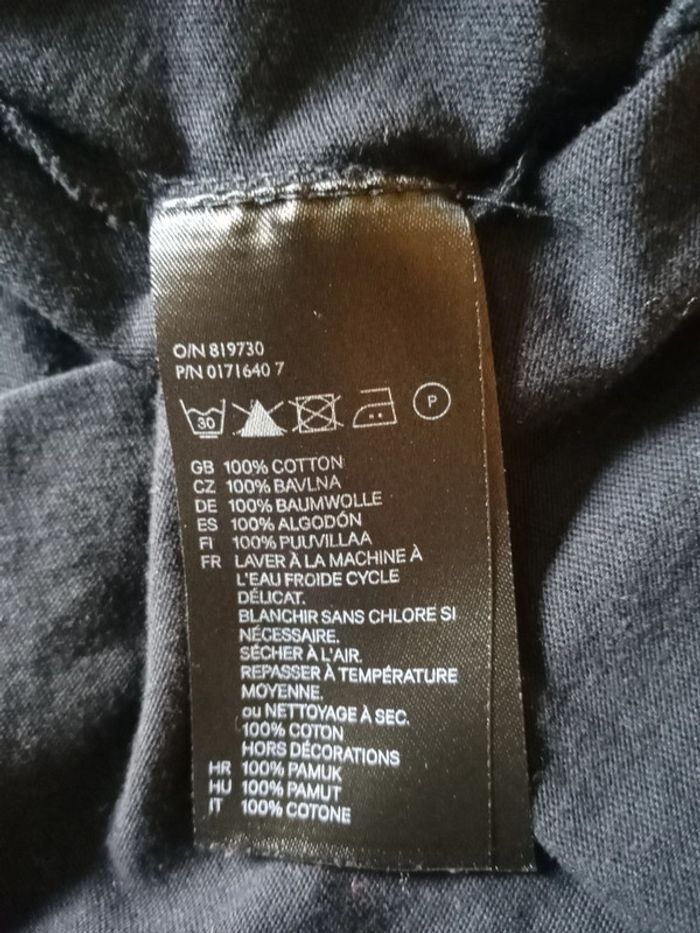 O/N 819730
P/N 0171640 7
30 P
GB 100% COTTON
CZ 100% BAVLNA
DE 100% BAUMWOLLE
ES 100% ALGODÓN
FI 100% PUUVILLAA
FR LAVER À LA MACHINE À
L'EAU FROIDE CYCLE
DÉLICAT.
BLANCHIR SANS CHLORE SI
NÉCESSAIRE.
SÉCHER À L'AIR.
REPASSER À TEMPÉRATURE
MOYENNE.
ou NETTOYAGE À SEC.
100% COTON
HORS DÉCORATIONS
HR 100% PAMUK
HU 100% PAMUT
IT 100% COTONE